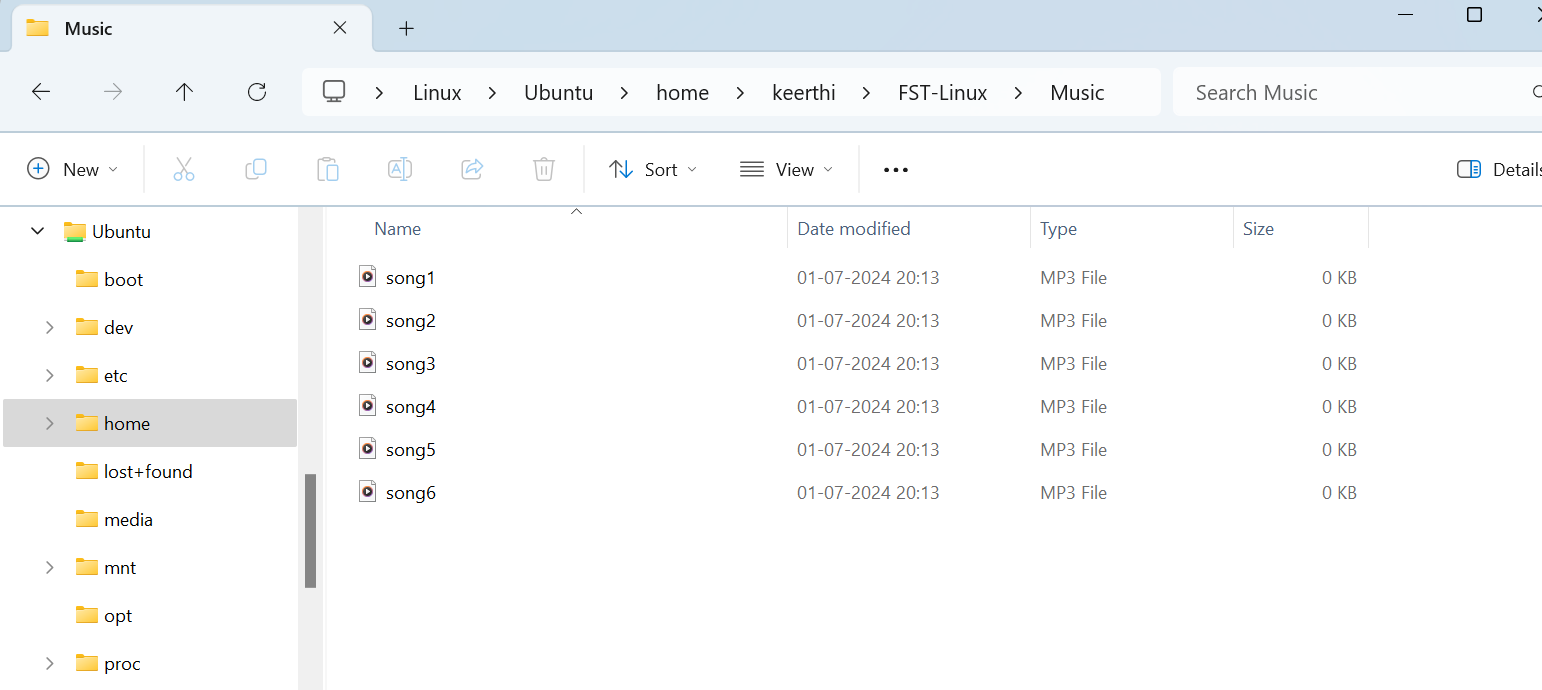 Music
Linux > Ubuntu > home > keerthi > FST-Linux > Music
Search Music
New
Sort
View
Details
Ubuntu
boot
dev
etc
home
lost+found
media
mnt
opt
proc
Name Date modified Type Size
song1 01-07-2024 20:13 MP3 File 0 KB
song2 01-07-2024 20:13 MP3 File 0 KB
song3 01-07-2024 20:13 MP3 File 0 KB
song4 01-07-2024 20:13 MP3 File 0 KB
song5 01-07-2024 20:13 MP3 File 0 KB
song6 01-07-2024 20:13 MP3 File 0 KB